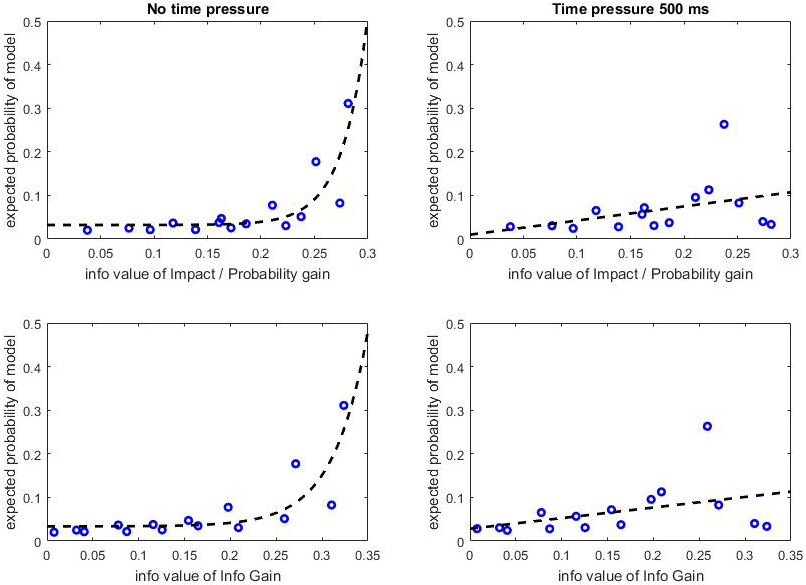 No time pressure
0.5
0.4
0.3
0.2
0.1
0
expected probability of model
0 0.05 0.1 0.15 0.2 0.25 0.3
info value of Impact / Probability gain
Time pressure 500 ms
0.5
0.4
0.3
0.2
0.1
0
expected probability of model
0 0.05 0.1 0.15 0.2 0.25 0.3
info value of Impact / Probability gain
0.5
0.4
0.3
0.2
0.1
0
expected probability of model
0 0.05 0.1 0.15 0.2 0.25 0.3 0.35
info value of Info Gain
0.5
0.4
0.3
0.2
0.1
0
expected probability of model
0 0.05 0.1 0.15 0.2 0.25 0.3 0.35
info value of Info Gain